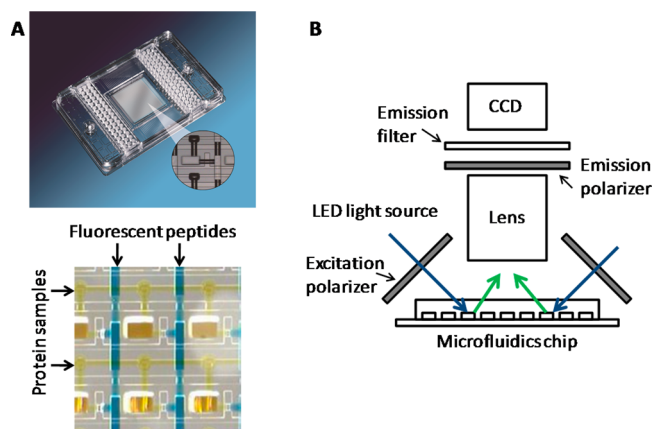 A
Fluorescent peptides
Protein samples
B
CCD
Emission
filter
Emission
polarizer
LED light source
Lens
Excitation
polarizer
Microfluidics chip